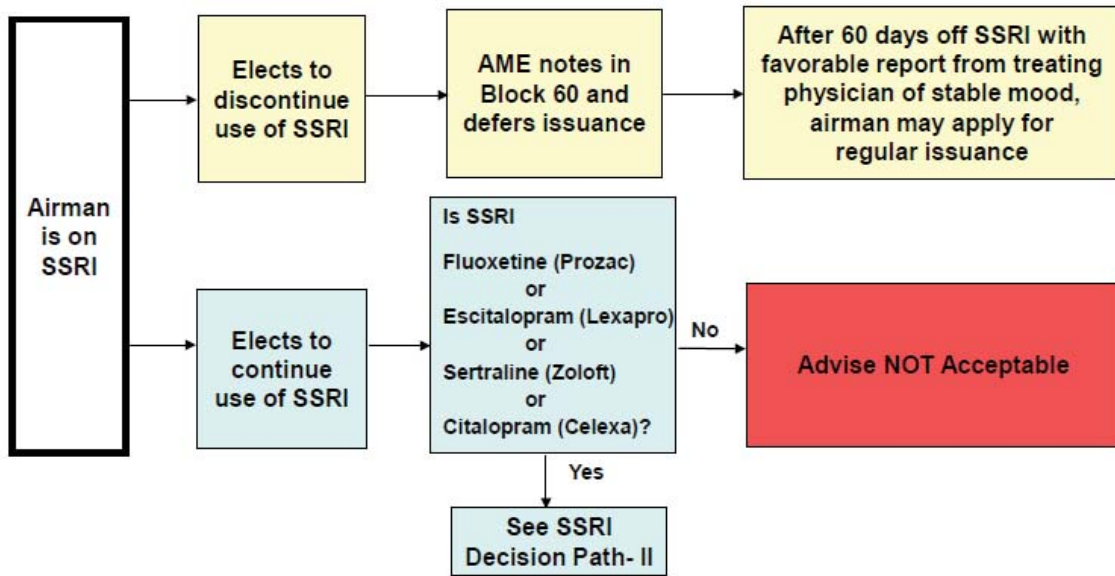 Airman
is on
SSRI
Elects to
discontinue
use of SSRI
AME notes in
Block 60 and
defers issuance
After 60 days off SSRI with
favorable report from treating
physician of stable mood,
airman may apply for
regular issuance
Elects to
continue
use of SSRI
Is SSRI
Fluoxetine (Prozac)
or
Escitalopram (Lexapro)
or
Sertraline (Zoloft)
or
Citalopram (Celexa)?
No
Advise NOT Acceptable
Yes
See SSRI
Decision Path- II